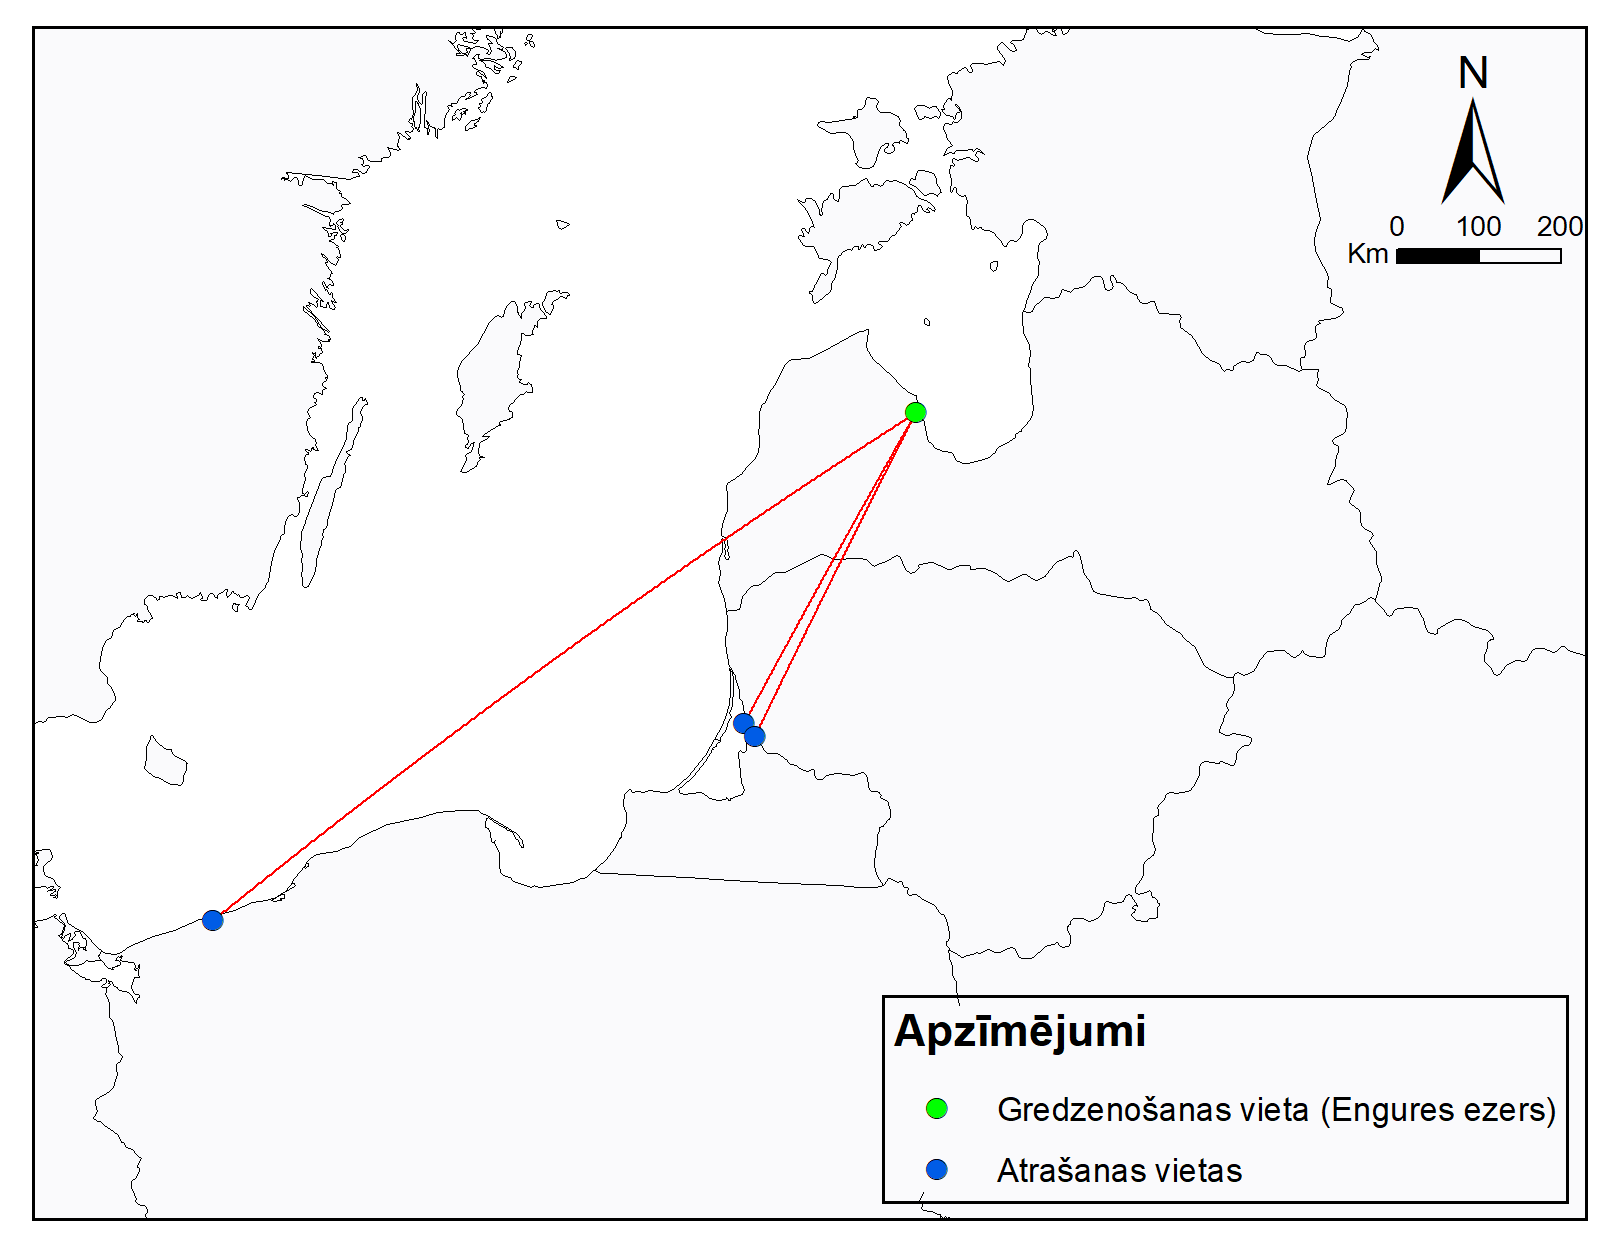 N
0 100 200
Km
Apzīmējumi
Gredzenošanas vieta (Engures ezers)
Atrašanas vietas